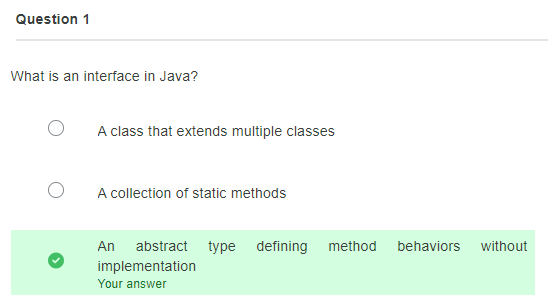 Question 1
What is an interface in Java?
A class that extends multiple classes
A collection of static methods
An abstract type defining method behaviors without
implementation
Your answer